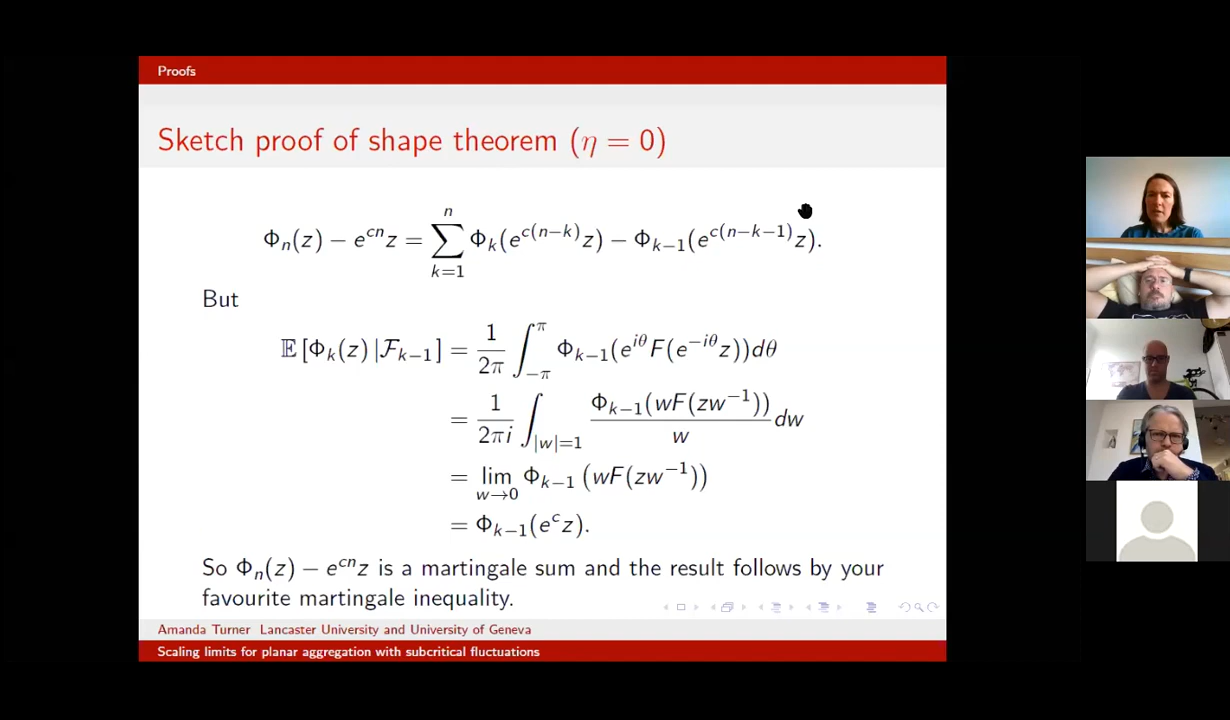 Proofs
Sketch proof of shape theorem (η = 0)
Φ_n(z) − e^{cn}z = ∑_{k=1}^{n} Φ_k(e^{c(n−k)}z) − Φ_{k−1}(e^{c(n−k−1)}z).
But
𝔼[Φ_k(z)|ℱ_{k−1}] = \frac{1}{2π} ∫_{−π}^{π} Φ_{k−1}(e^{iθ}F(e^{−iθ}z))dθ
= \frac{1}{2πi} ∫_{|w|=1} \frac{Φ_{k−1}(wF(zw^{−1}))}{w} dw
= lim_{w→0} Φ_{k−1}(wF(zw^{−1}))
= Φ_{k−1}(e^c z).
So Φ_n(z) − e^{cn}z is a martingale sum and the result follows by your
favourite martingale inequality.
Amanda Turner Lancaster University and University of Geneva
Scaling limits for planar aggregation with subcritical fluctuations